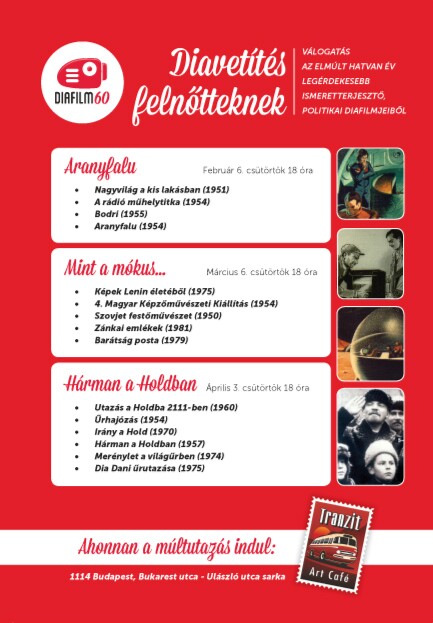 DIAFILM60
Diavetítés
felnőtteknek
VÁLOGATÁS
AZ ELMÚLT HATVAN ÉV
LEGÉRDEKESEBB
ISMERETTERJESZTŐ,
POLITIKAI DIAFILMJEIBŐL
Aranyfalu Február 6. csütörtök 18 óra
• Nagyvilág a kis lakásban (1951)
• A rádió műhelytitka (1954)
• Bodri (1955)
• Aranyfalu (1954)
Mint a mókus... Március 6. csütörtök 18 óra
• Képek Lenin életéből (1975)
• 4. Magyar Képzőművészeti Kiállítás (1954)
• Szovjet festőművészet (1950)
• Zánkai emlékek (1981)
• Barátság posta (1979)
Hárman a Holdban Április 3. csütörtök 18 óra
• Utazás a Holdba 2111-ben (1960)
• Űrhajózás (1954)
• Irány a Hold (1970)
• Hárman a Holdban (1957)
• Merénylet a világűrben (1974)
• Dia Dani űrutazása (1975)
Ahonnan a múltutazás indul:
1114 Budapest, Bukarest utca - Ulászló utca sarka
Tranzit
Art Café